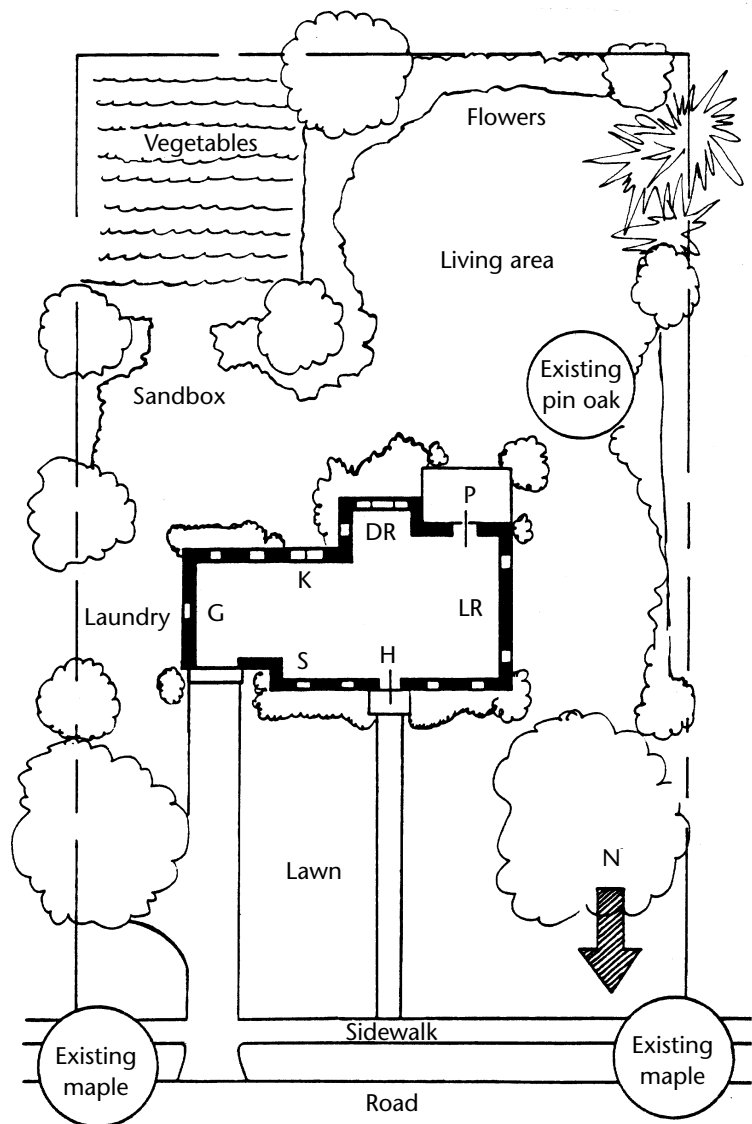 Flowers
Vegetables
Living area
Existing
pin oak
Sandbox
P
DR
K
LR
Laundry
G
S
H
Lawn
N
Sidewalk
Existing
maple
Existing
maple
Road